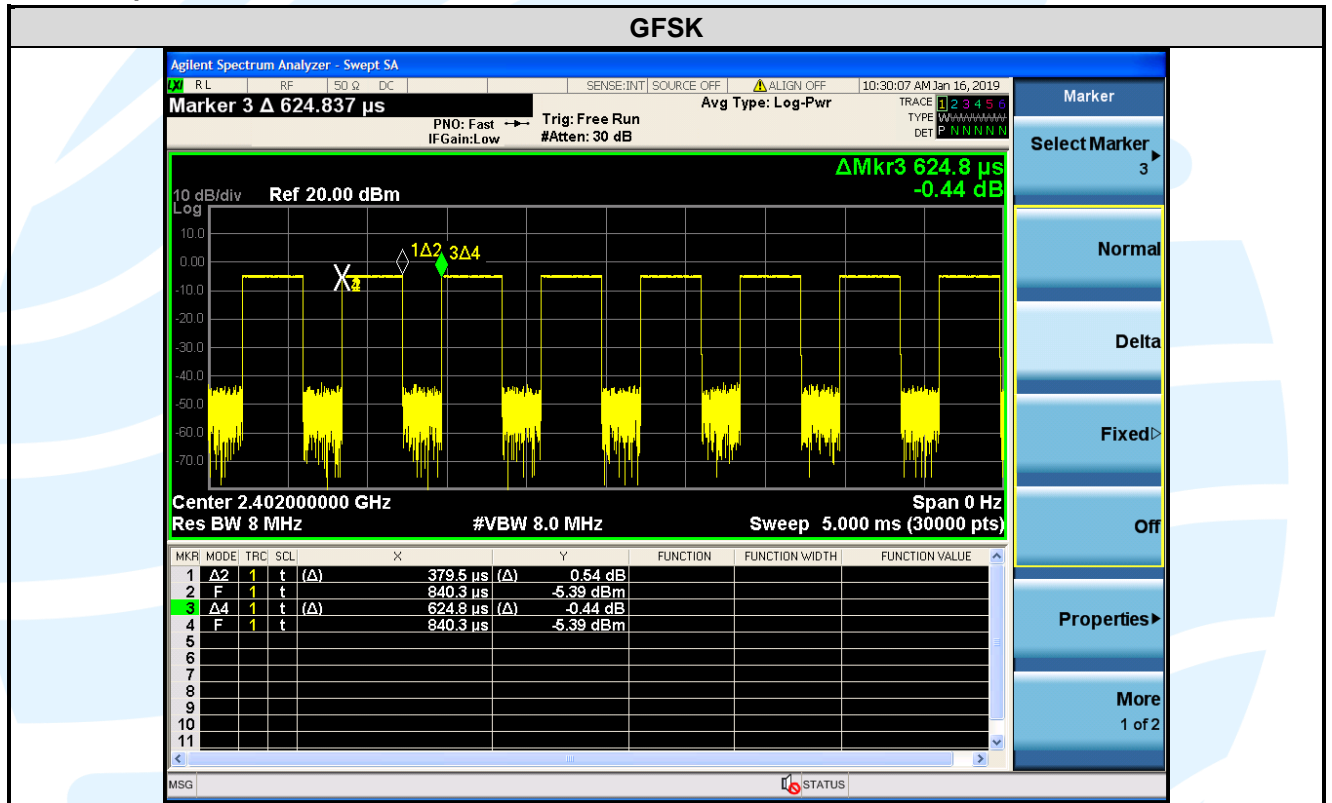 GFSK
Agilent Spectrum Analyzer - Swept SA
LXI RL RF 50 Ω DC SENSE:INT SOURCE OFF ALIGN OFF 10:30:07 AM Jan 16, 2019
Marker 3 Δ 624.837 µs
PNO: Fast
IFGain:Low
Trig: Free Run
#Atten: 30 dB
Avg Type: Log-Pwr
TRACE 1 2 3 4 5 6
TYPE WWWWWW
DET P N N N N N
ΔMkr3 624.8 µs
-0.44 dB
10 dB/div Ref 20.00 dBm
Log
10.0
0.00
-10.0
-20.0
-30.0
-40.0
-50.0
-60.0
-70.0
1Δ2
3Δ4
Center 2.402000000 GHz Span 0 Hz
Res BW 8 MHz #VBW 8.0 MHz Sweep 5.000 ms (30000 pts)
MKR MODE TRC SCL X Y FUNCTION FUNCTION WIDTH FUNCTION VALUE
1 Δ2 1 t (Δ) 379.5 µs (Δ) 0.54 dB
2 F 1 t 840.3 µs -5.39 dBm
3 Δ4 1 t (Δ) 624.8 µs (Δ) -0.44 dB
4 F 1 t 840.3 µs -5.39 dBm
5
6
7
8
9
10
11
MSG STATUS
Marker
Select Marker
3
Normal
Delta
Fixed
Off
Properties
More
1 of 2